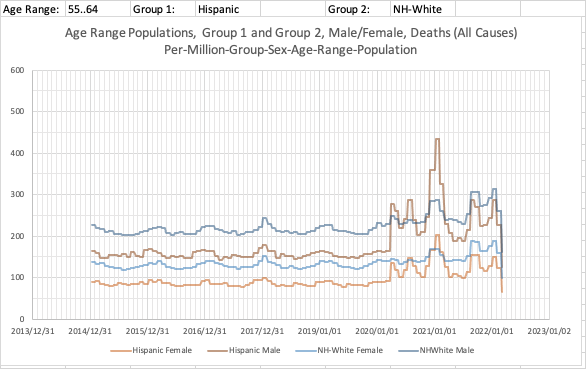 Age Range: 55..64 Group 1: Hispanic Group 2: NH-White
Age Range Populations, Group 1 and Group 2, Male/Female, Deaths (All Causes)
Per-Million-Group-Sex-Age-Range-Population
600
500
400
300
200
100
0
2013/12/31 2014/12/31 2015/12/31 2016/12/31 2017/12/31 2019/01/01 2020/01/01 2021/01/01 2022/01/01 2023/01/02
Hispanic Female Hispanic Male NH-White Female NHWhite Male